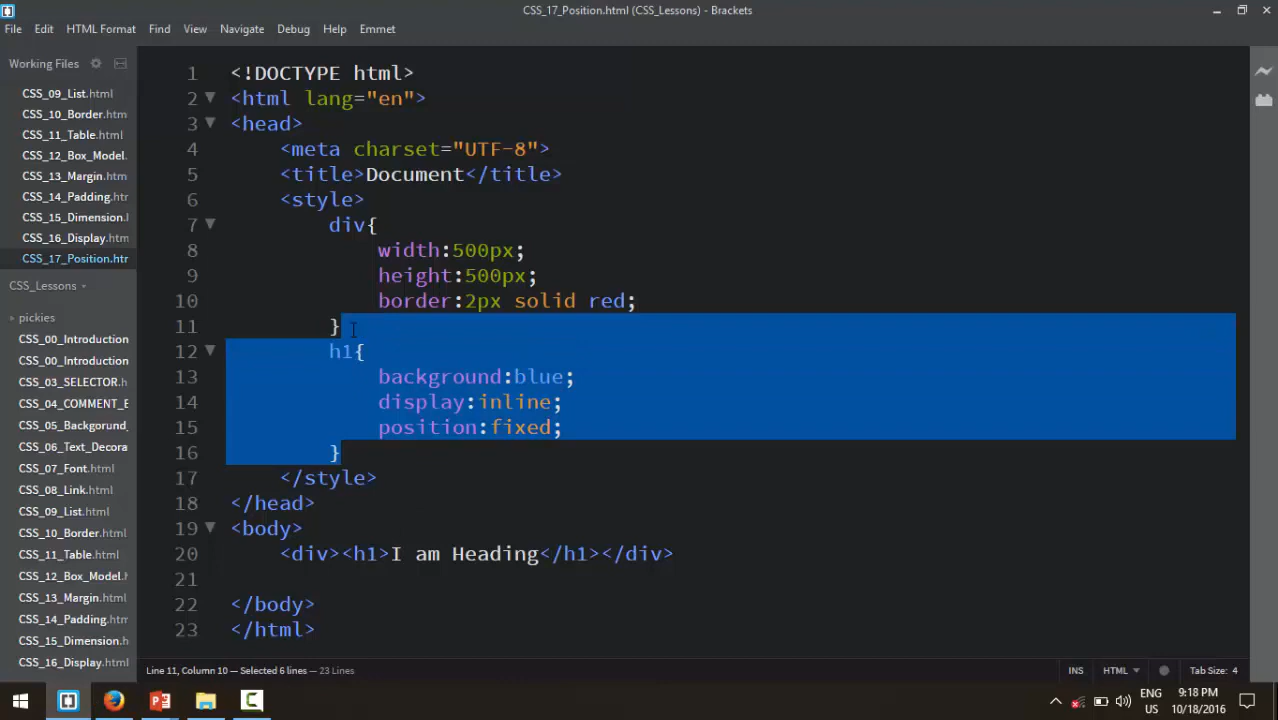 CSS_17_Position.html (CSS_Lessons) - Brackets
File Edit HTML Format Find View Navigate Debug Help Emmet
Working Files
CSS_09_List.html
CSS_10_Border.htm
CSS_11_Table.html
CSS_12_Box_Model.
CSS_13_Margin.html
CSS_14_Padding.htr
CSS_15_Dimension.l
CSS_16_Display.htm
CSS_17_Position.htr
CSS_Lessons
pickies
CSS_00_Introduction
CSS_00_Introduction
CSS_03_SELECTOR.h
CSS_04_COMMENT_E
CSS_05_Backgorund_
CSS_06_Text_Decora
CSS_07_Font.html
CSS_08_Link.html
CSS_09_List.html
CSS_10_Border.html
CSS_11_Table.html
CSS_12_Box_Model.h
CSS_13_Margin.html
CSS_14_Padding.html
CSS_15_Dimension.h
CSS_16_Display.html
1 <!DOCTYPE html>
2 <html lang="en">
3 <head>
4 <meta charset="UTF-8">
5 <title>Document</title>
6 <style>
7 div{
8 width:500px;
9 height:500px;
10 border:2px solid red;
11 }
12 h1{
13 background:blue;
14 display:inline;
15 position:fixed;
16 }
17 </style>
18 </head>
19 <body>
20 <div><h1>I am Heading</h1></div>
21
22 </body>
23 </html>
Line 11, Column 10 — Selected 6 lines — 23 Lines
INS HTML Tab Size: 4
ENG
US
9:18 PM
10/18/2016